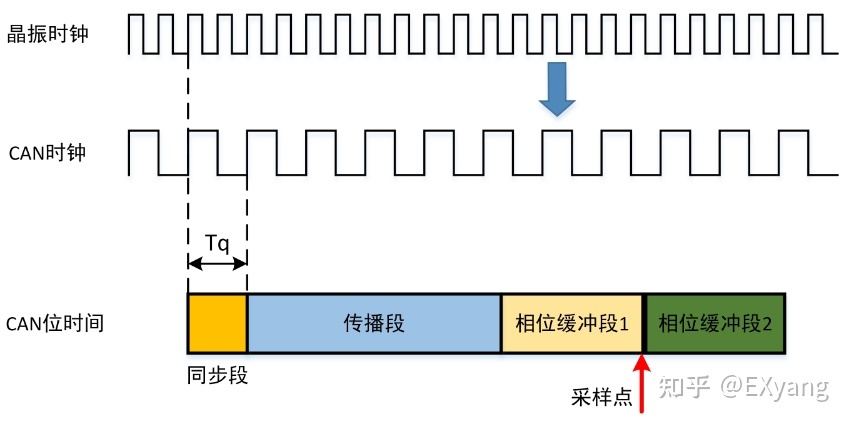 晶振时钟
CAN时钟
Tq
CAN位时间
传播段
相位缓冲段1
相位缓冲段2
同步段
采样点
知乎 @EXyang